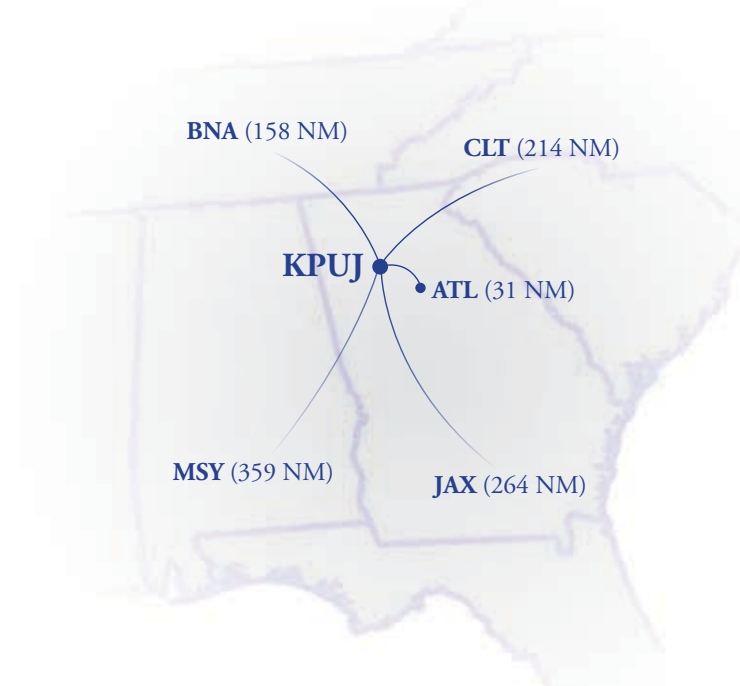 BNA (158 NM)
CLT (214 NM)
KPUJ
ATL (31 NM)
MSY (359 NM)
JAX (264 NM)